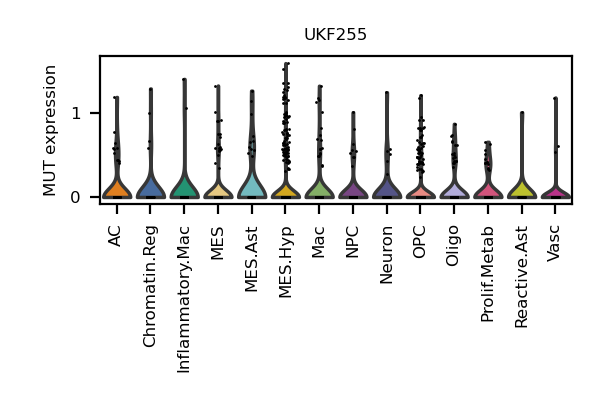 UKF255
MUT expression
1
0
AC
Chromatin.Reg
Inflammatory.Mac
MES
MES.Ast
MES.Hyp
Mac
NPC
Neuron
OPC
Oligo
Prolif.Metab
Reactive.Ast
Vasc